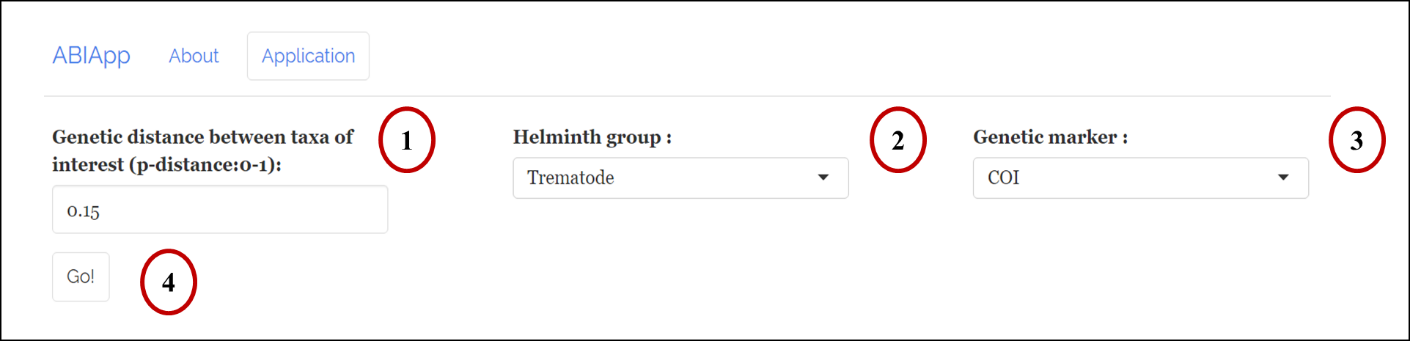 ABIApp About Application
Genetic distance between taxa of
interest (p-distance:0-1):
1
Helminth group :
2
Genetic marker :
3
0.15
Trematode
COI
Go!
4